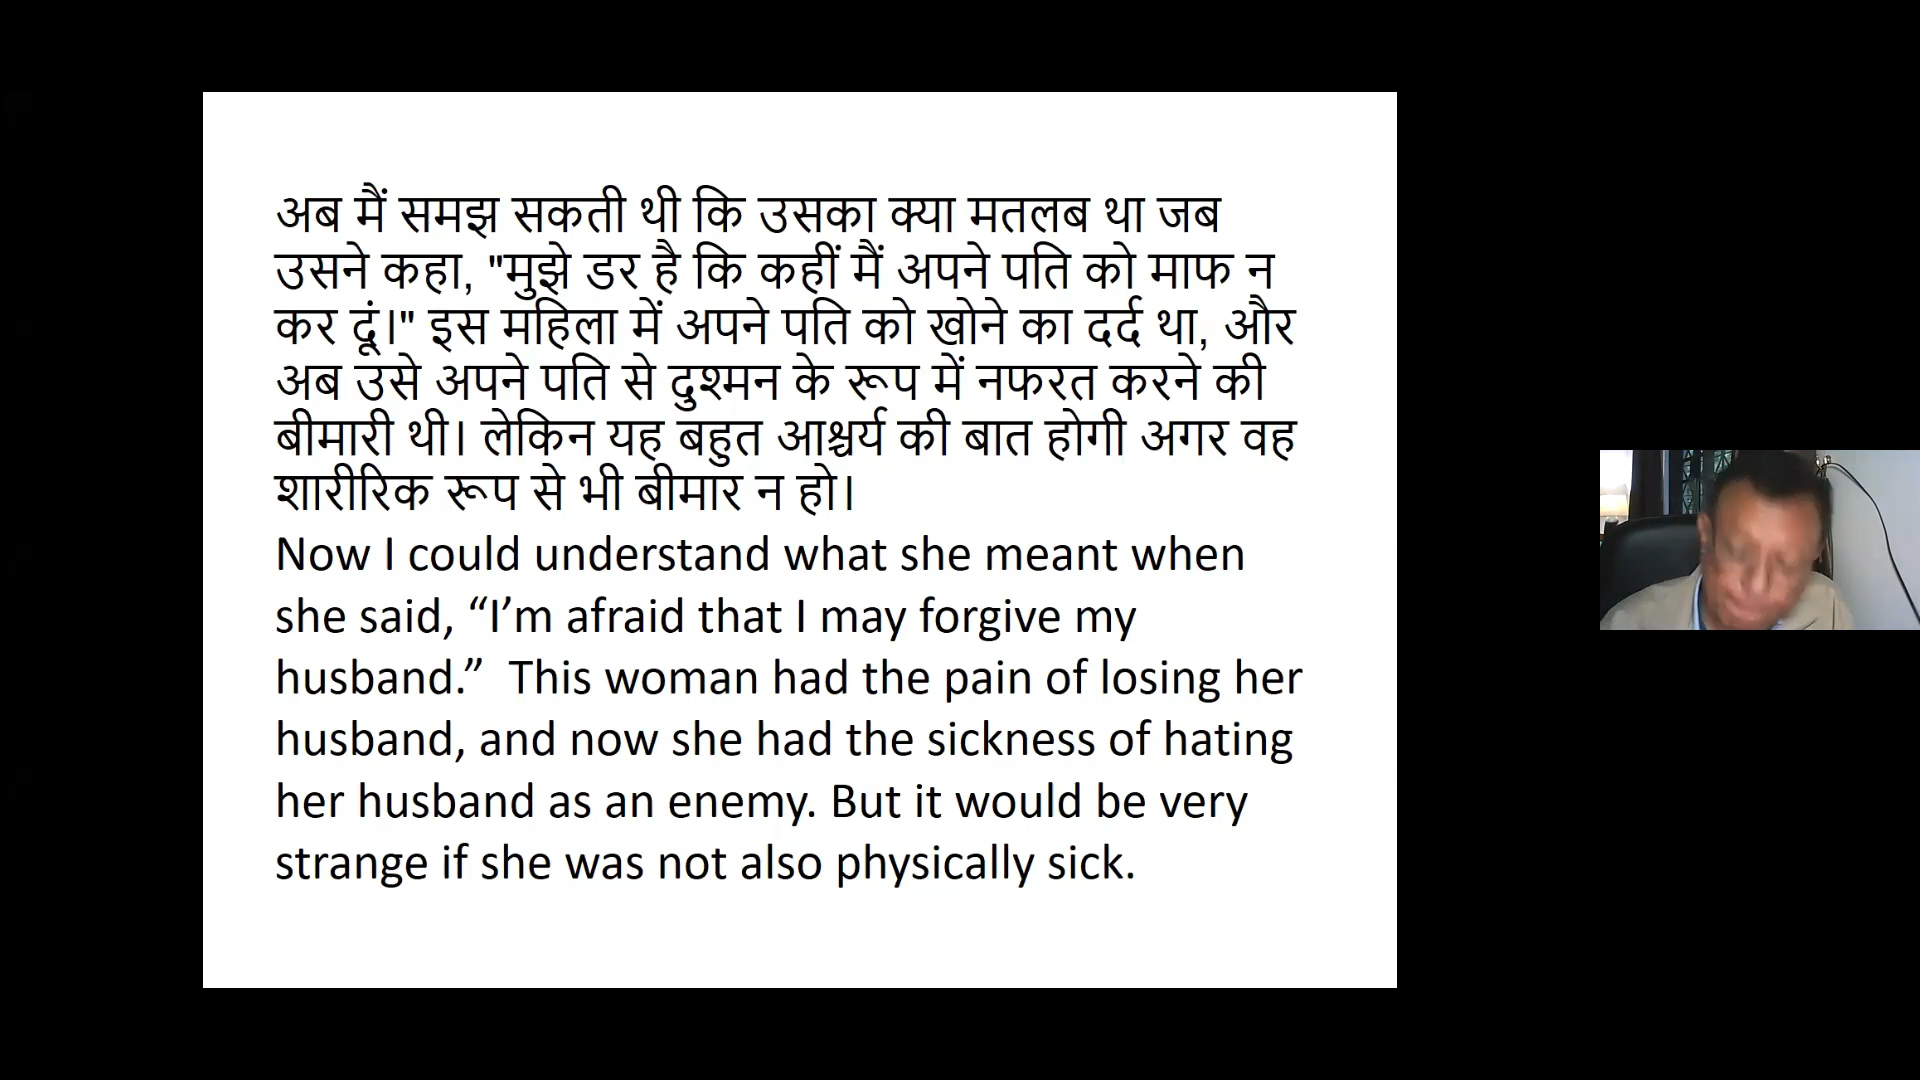 अब मैं समझ सकती थी कि उसका क्या मतलब था जब
उसने कहा, "मुझे डर है कि कहीं मैं अपने पति को माफ न
कर दूं।" इस महिला में अपने पति को खोने का दर्द था, और
अब उसे अपने पति से दुश्मन के रूप में नफरत करने की
बीमारी थी। लेकिन यह बहुत आश्चर्य की बात होगी अगर वह
शारीरिक रूप से भी बीमार न हो।
Now I could understand what she meant when
she said, “I’m afraid that I may forgive my
husband.”  This woman had the pain of losing her
husband, and now she had the sickness of hating
her husband as an enemy. But it would be very
strange if she was not also physically sick.